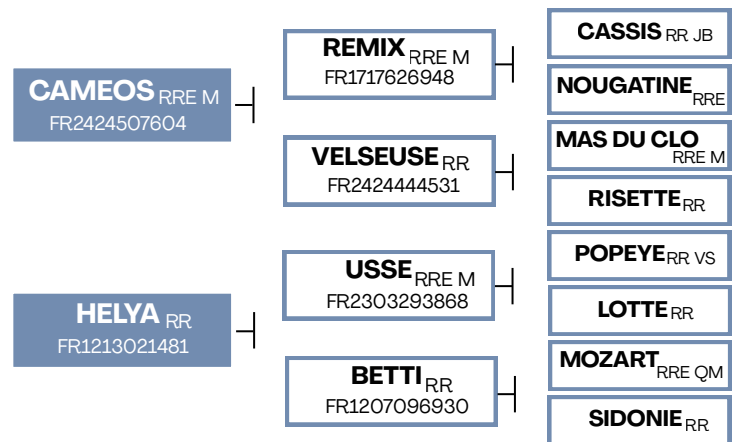 CAMEOS RRE M
FR2424507604
REMIX RRE M
FR1717626948
CASSIS RR JB
NOUGATINE RRE
VELSEUSE RR
FR2424444531
MAS DU CLO RRE M
RISETTE RR
HELYA RR
FR1213021481
USSE RRE M
FR2303293868
POPEYE RR VS
LOTTE RR
BETTI RR
FR1207096930
MOZART RRE QM
SIDONIE RR